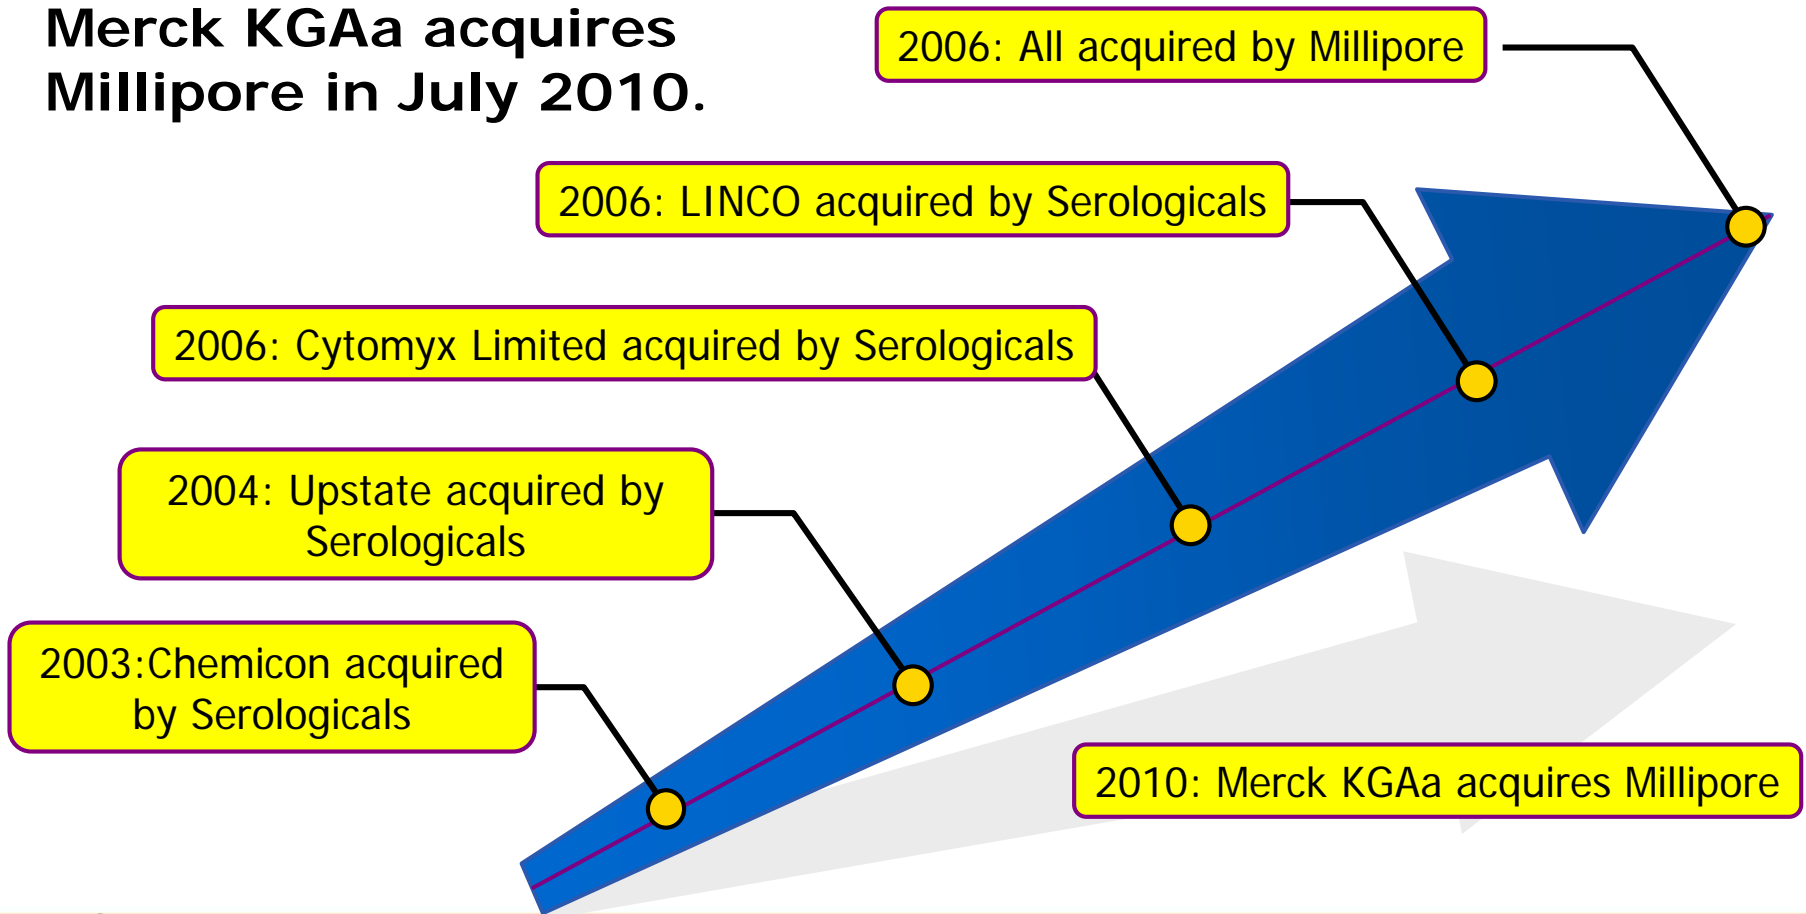 Merck KGAa acquires
Millipore in July 2010.
2006: All acquired by Millipore
2006: LINCO acquired by Serologicals
2006: Cytomyx Limited acquired by Serologicals
2004: Upstate acquired by
Serologicals
2003:Chemicon acquired
by Serologicals
2010: Merck KGAa acquires Millipore